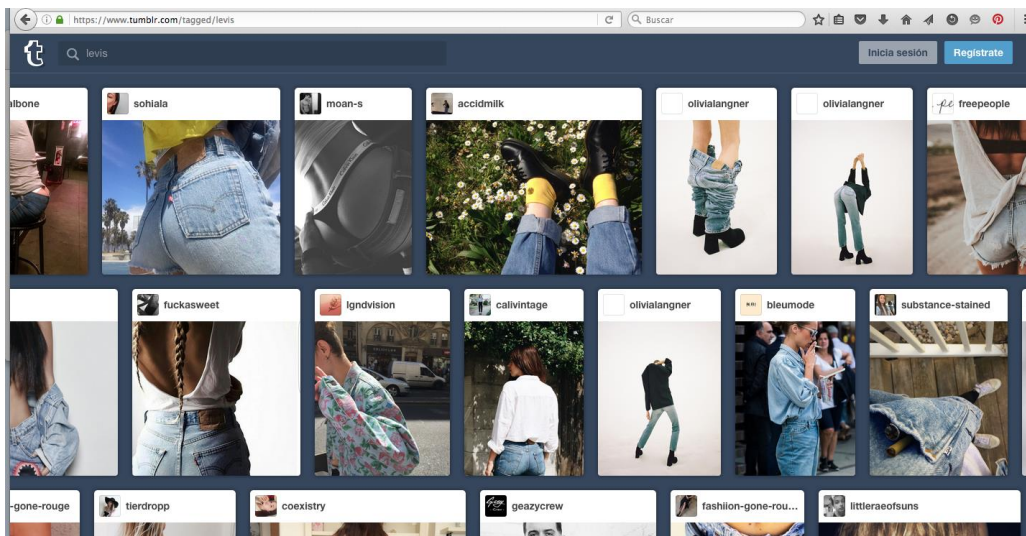 https://www.tumblr.com/tagged/levis
Buscar
t
levis
Inicia sesión
Regístrate
lbone
sohiala
moan-s
accidmilk
olivialangner
olivialangner
freepeople
fuckasweet
lgndvision
calivintage
olivialangner
bleumode
substance-stained
-gone-rouge
tierdropp
coexistry
geazycrew
fashiion-gone-rou...
littleraeofsuns